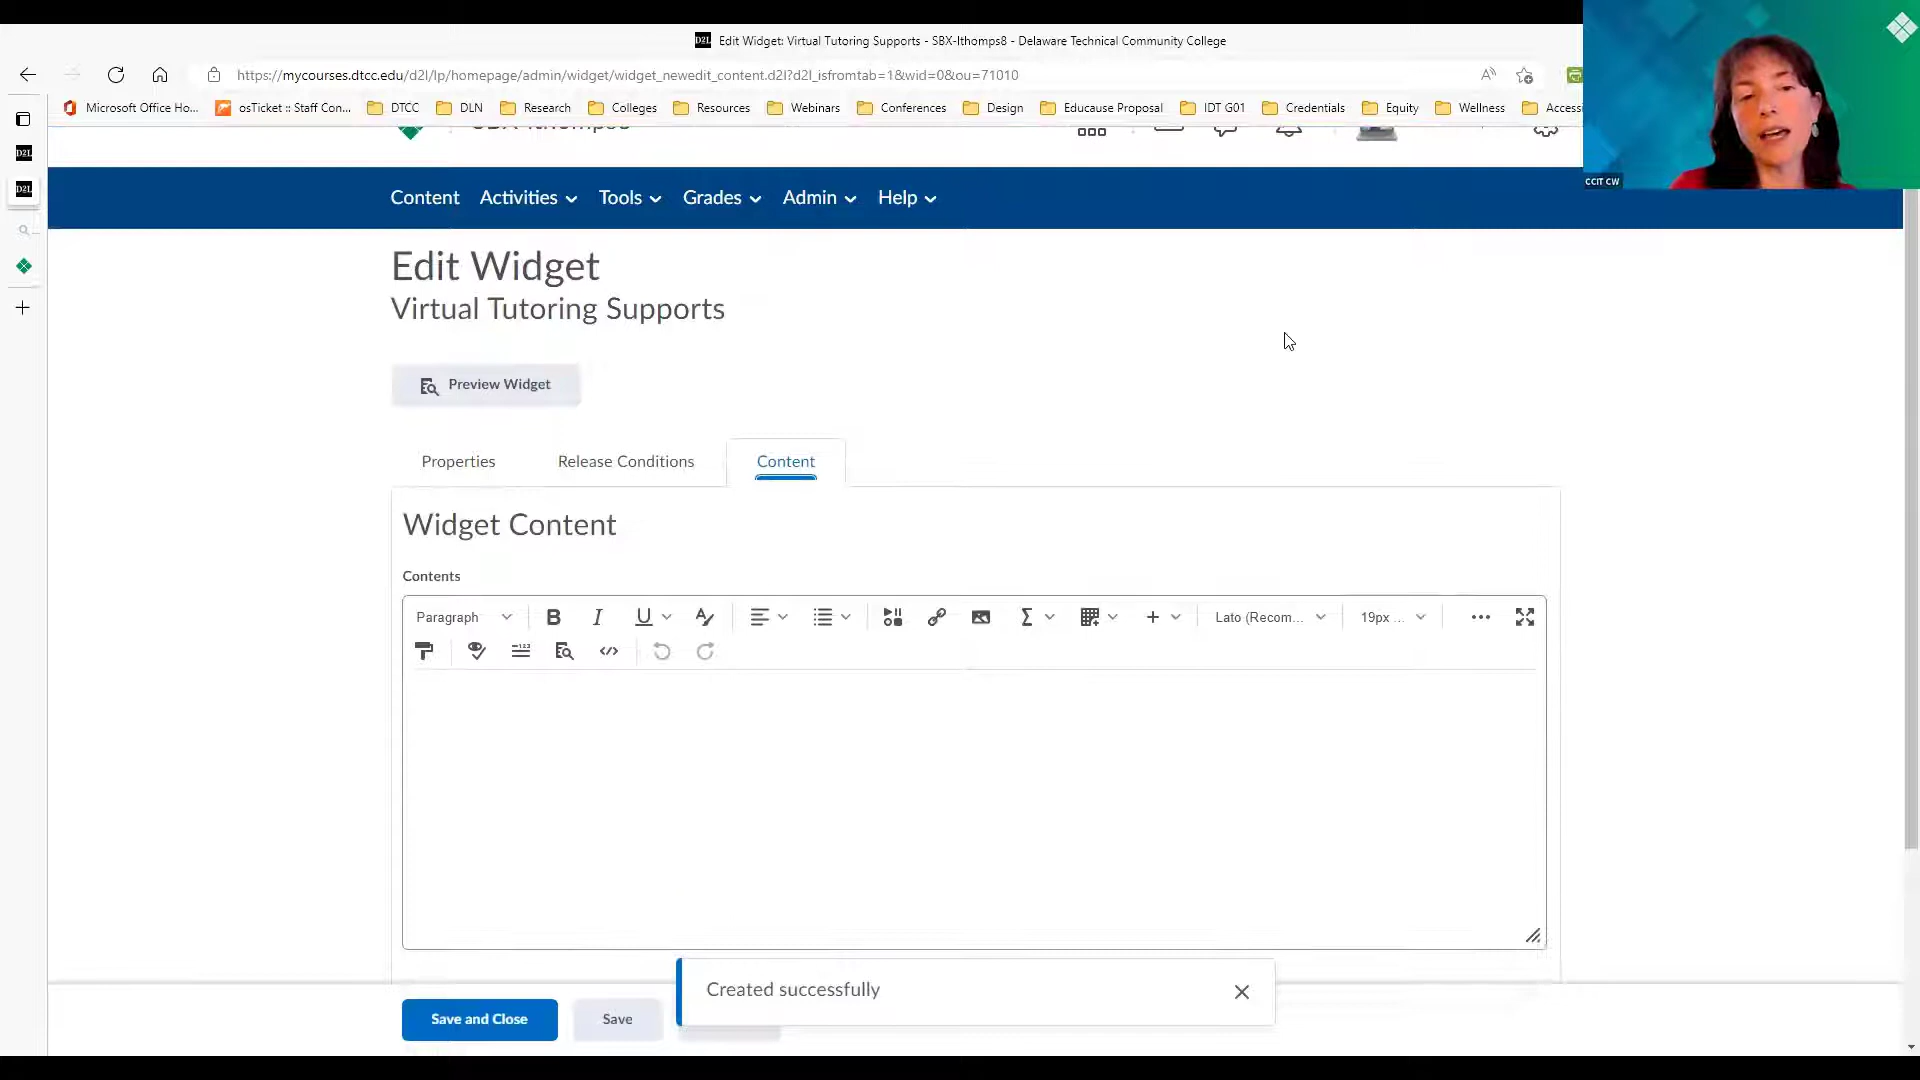 Edit Widget: Virtual Tutoring Supports - SBX-lthomps8 - Delaware Technical Community College
https://mycourses.dtcc.edu/d2l/lp/homepage/admin/widget/widget_newedit_content.d2l?d2l_isfromtab=1&wid=0&ou=71010
Microsoft Office Ho... osTicket :: Staff Con... DTCC DLN Research Colleges Resources Webinars Conferences Design Educause Proposal IDT G01 Credentials Equity Wellness Accessi
SBX-lthomps8
CCIT CW
Content Activities Tools Grades Admin Help
Edit Widget
Virtual Tutoring Supports
Preview Widget
Properties Release Conditions Content
Widget Content
Contents
Paragraph B I U Lato (Recom... 19px ...
Created successfully
Save and Close Save